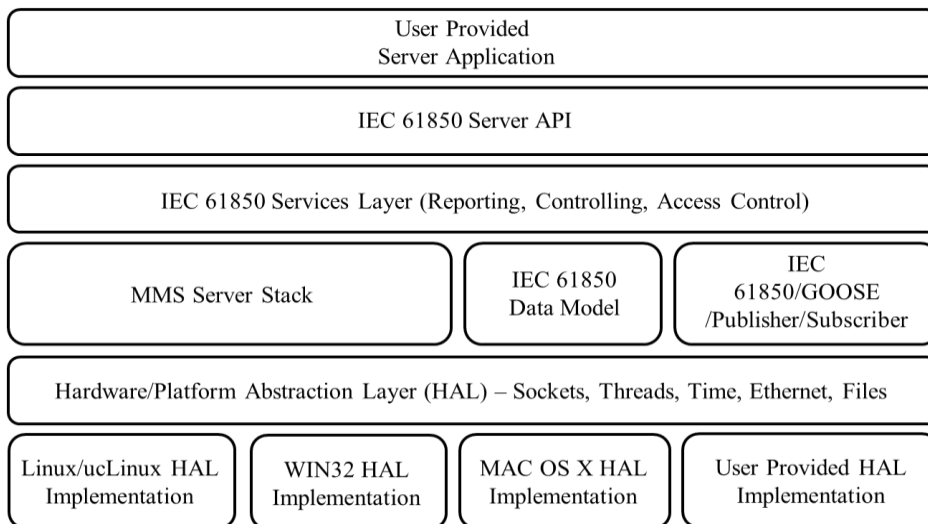 User Provided
Server Application
IEC 61850 Server API
IEC 61850 Services Layer (Reporting, Controlling, Access Control)
MMS Server Stack
IEC 61850
Data Model
IEC
61850/GOOSE
/Publisher/Subscriber
Hardware/Platform Abstraction Layer (HAL) – Sockets, Threads, Time, Ethernet, Files
Linux/ucLinux HAL
Implementation
WIN32 HAL
Implementation
MAC OS X HAL
Implementation
User Provided HAL
Implementation